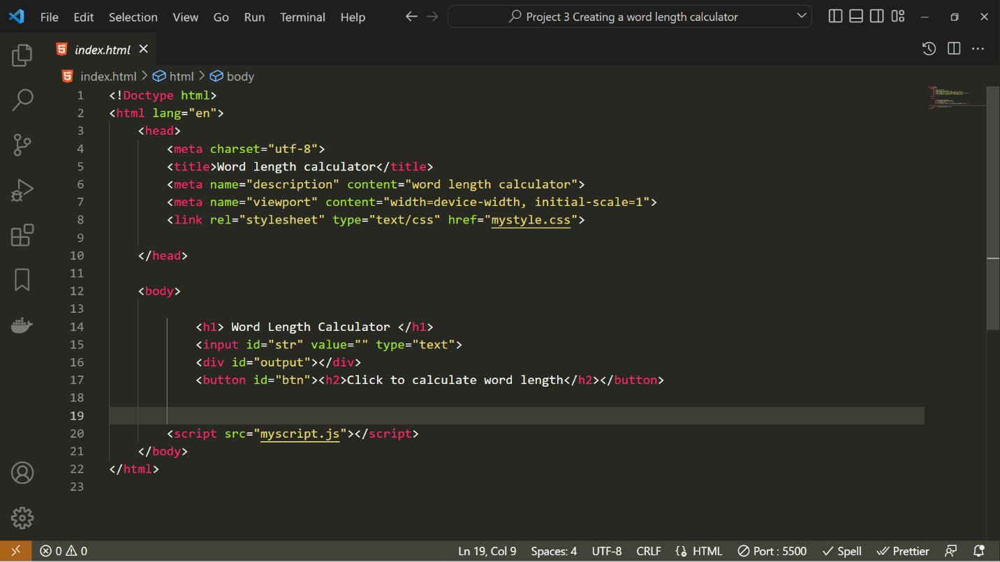 File Edit Selection View Go Run Terminal Help Project 3 Creating a word length calculator
index.html
index.html > html > body
1 <!Doctype html>
2 <html lang="en">
3 <head>
4 <meta charset="utf-8">
5 <title>Word length calculator</title>
6 <meta name="description" content="word length calculator">
7 <meta name="viewport" content="width=device-width, initial-scale=1">
8 <link rel="stylesheet" type="text/css" href="mystyle.css">
9
10 </head>
11
12 <body>
13
14 <h1> Word Length Calculator </h1>
15 <input id="str" value="" type="text">
16 <div id="output"></div>
17 <button id="btn"><h2>Click to calculate word length</h2></button>
18
19
20 <script src="myscript.js"></script>
21 </body>
22 </html>
23
0 0 Ln 19, Col 9 Spaces: 4 UTF-8 CRLF HTML Port : 5500 Spell Prettier